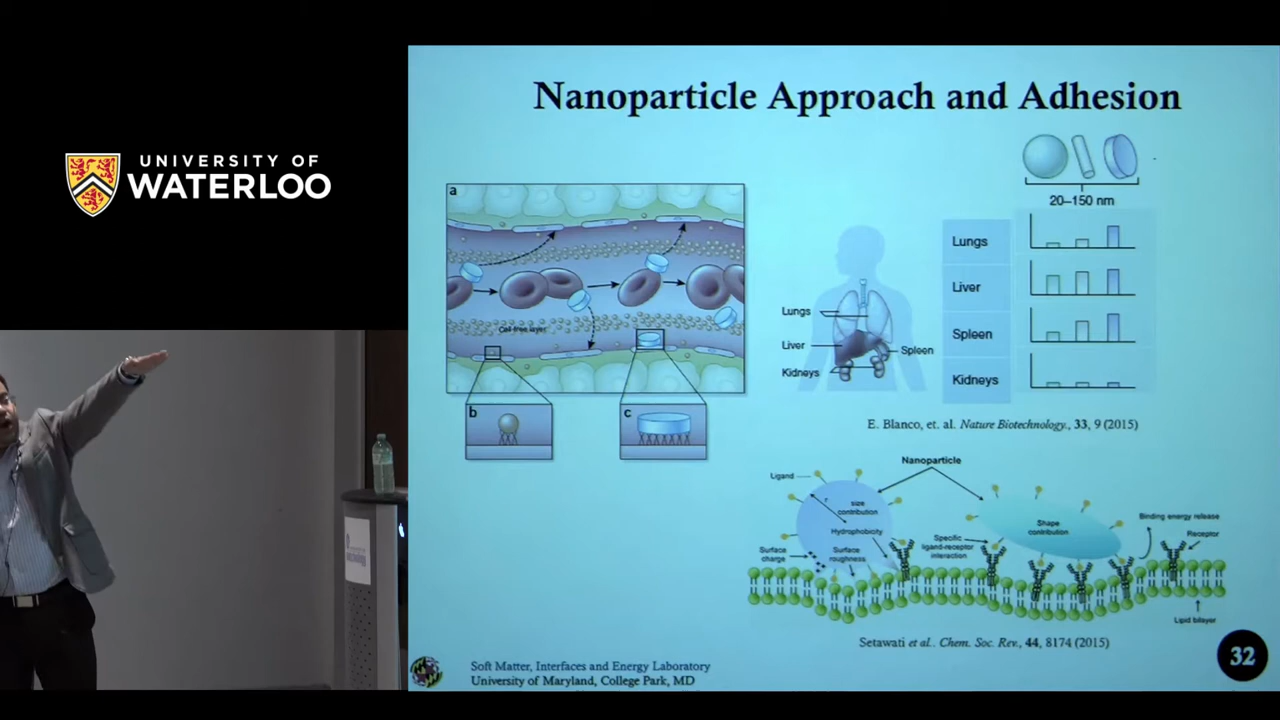 UNIVERSITY OF
WATERLOO
Nanoparticle Approach and Adhesion
a
Cell-free layer
b
c
20–150 nm
Lungs
Liver
Spleen
Kidneys
Lungs
Liver
Spleen
Kidneys
E. Blanco, et. al. Nature Biotechnology., 33, 9 (2015)
Nanoparticle
Ligand
r
size
contribution
Hydrophobicity
Surface
charge
Surface
roughness
Specific
ligand-receptor
interaction
Shape
contribution
Binding energy release
Receptor
Lipid bilayer
Setawati et al.. Chem. Soc. Rev., 44, 8174 (2015)
Soft Matter, Interfaces and Energy Laboratory
University of Maryland, College Park, MD
32